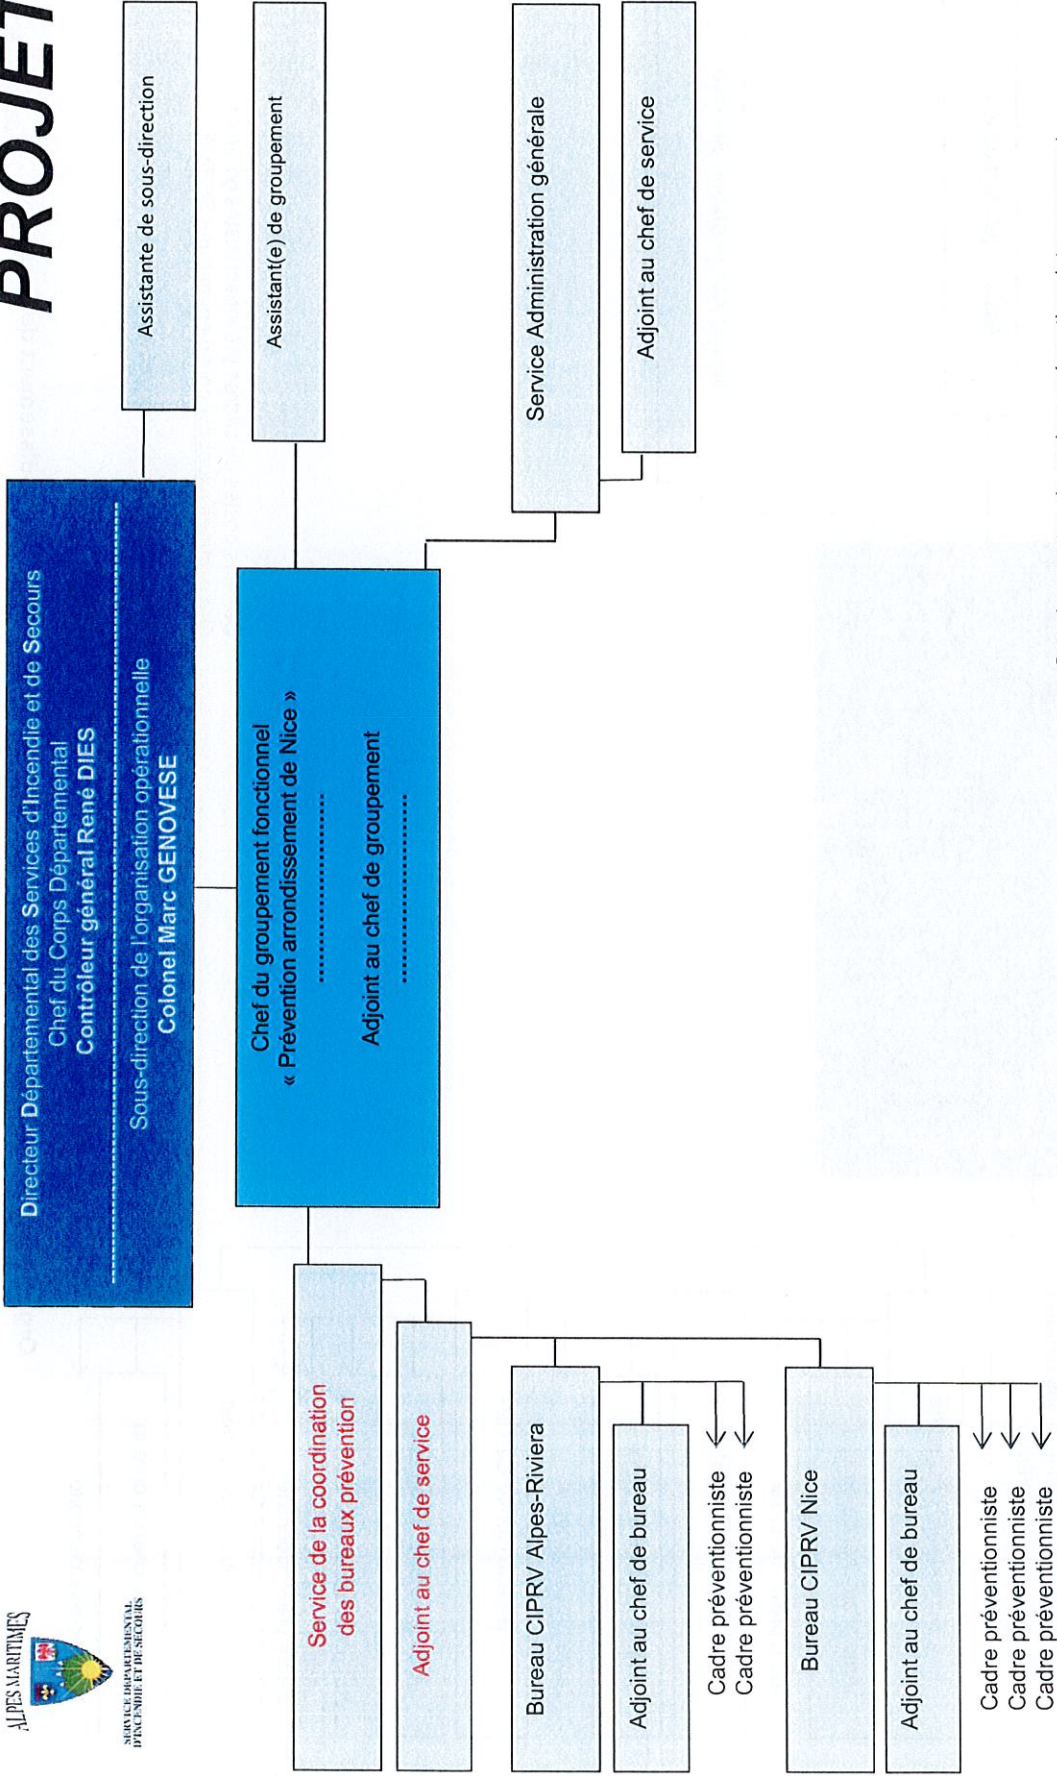 ALPES MARITIMES
SERVICE DEPARTEMENTAL
D'INCENDIE ET DE SECOURS
PROJET
Directeur Départemental des Services d'Incendie et de Secours
Chef du Corps Départemental
Contrôleur général René DIES
Sous-direction de l'organisation opérationnelle
Colonel Marc GENOVESE
Assistante de sous-direction
Chef du groupement fonctionnel
« Prévention arrondissement de Nice »
................................
Adjoint au chef de groupement
................................
Assistant(e) de groupement
Service de la coordination
des bureaux prévention
Adjoint au chef de service
Bureau CIPRV Alpes-Riviera
Adjoint au chef de bureau
Cadre préventionniste
Cadre préventionniste
Bureau CIPRV Nice
Adjoint au chef de bureau
Cadre préventionniste
Cadre préventionniste
Cadre préventionniste
Service Administration générale
Adjoint au chef de service